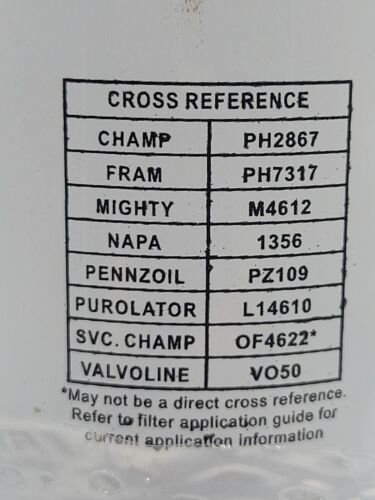 CROSS REFERENCE
CHAMP PH2867
FRAM PH7317
MIGHTY M4612
NAPA 1356
PENNZOIL PZ109
PUROLATOR L14610
SVC. CHAMP OF4622*
VALVOLINE VO50
*May not be a direct cross reference.
Refer to filter application guide for
current application information